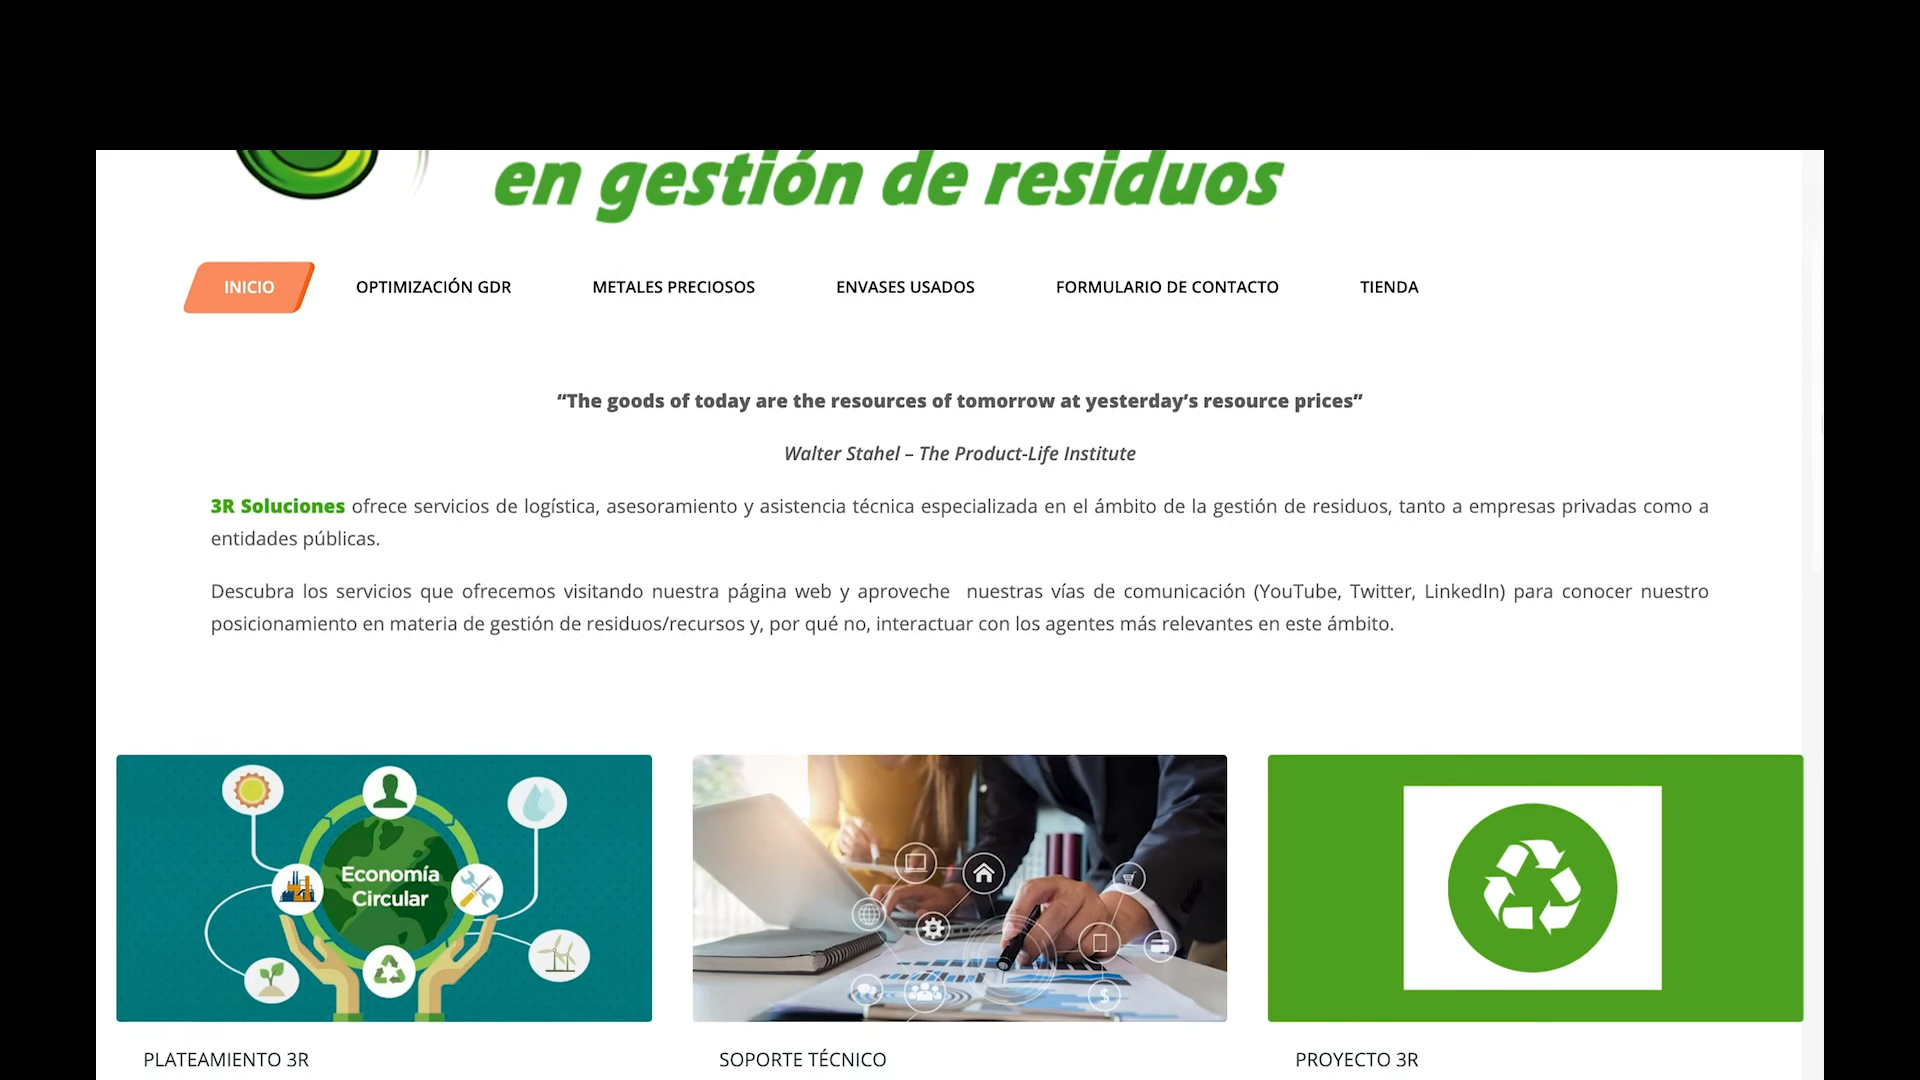 en gestión de residuos
INICIO
OPTIMIZACIÓN GDR
METALES PRECIOSOS
ENVASES USADOS
FORMULARIO DE CONTACTO
TIENDA
“The goods of today are the resources of tomorrow at yesterday’s resource prices”
Walter Stahel – The Product-Life Institute
3R Soluciones ofrece servicios de logística, asesoramiento y asistencia técnica especializada en el ámbito de la gestión de residuos, tanto a empresas privadas como a
entidades públicas.
Descubra los servicios que ofrecemos visitando nuestra página web y aproveche nuestras vías de comunicación (YouTube, Twitter, LinkedIn) para conocer nuestro
posicionamiento en materia de gestión de residuos/recursos y, por qué no, interactuar con los agentes más relevantes en este ámbito.
Economía
Circular
$
PLATEAMIENTO 3R
SOPORTE TÉCNICO
PROYECTO 3R